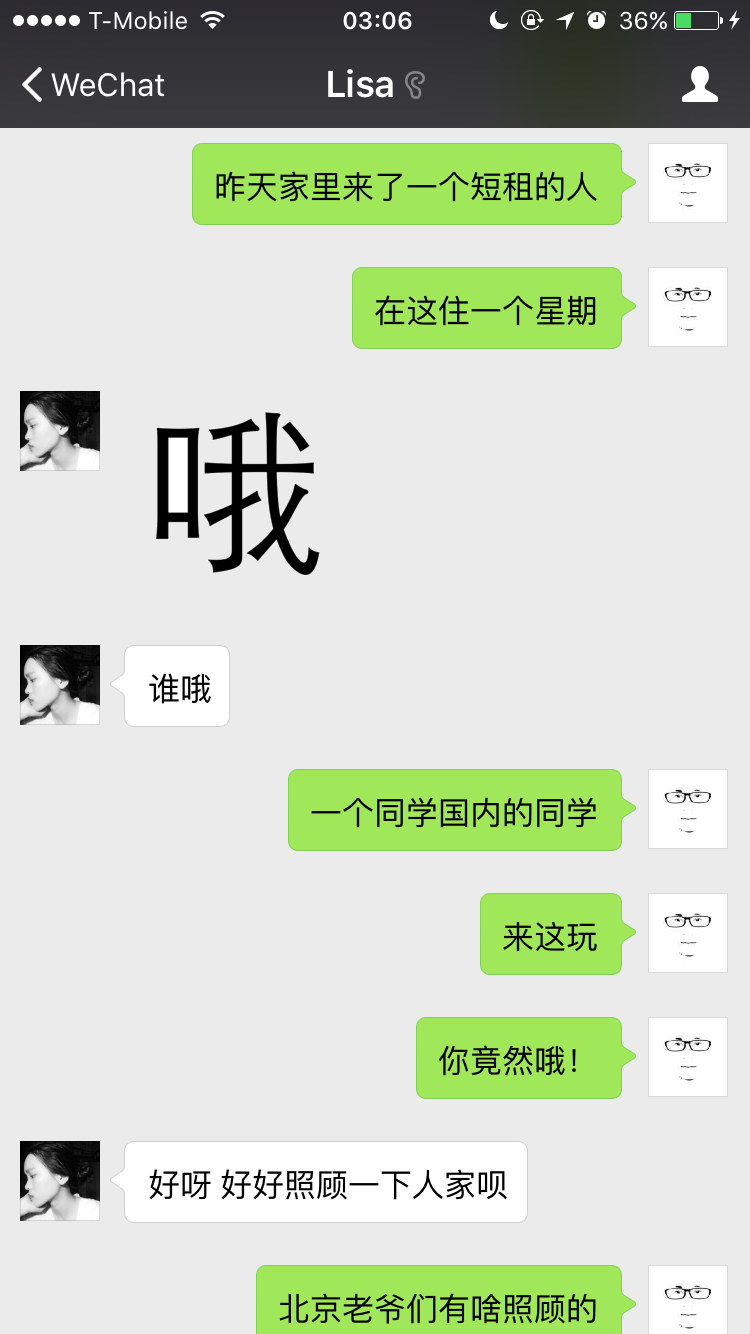 T-Mobile 03:06 36%
WeChat Lisa
昨天家里来了一个短租的人
在这住一个星期
哦
谁哦
一个同学国内的同学
来这玩
你竟然哦！
好呀 好好照顾一下人家呗
北京老爷们有啥照顾的